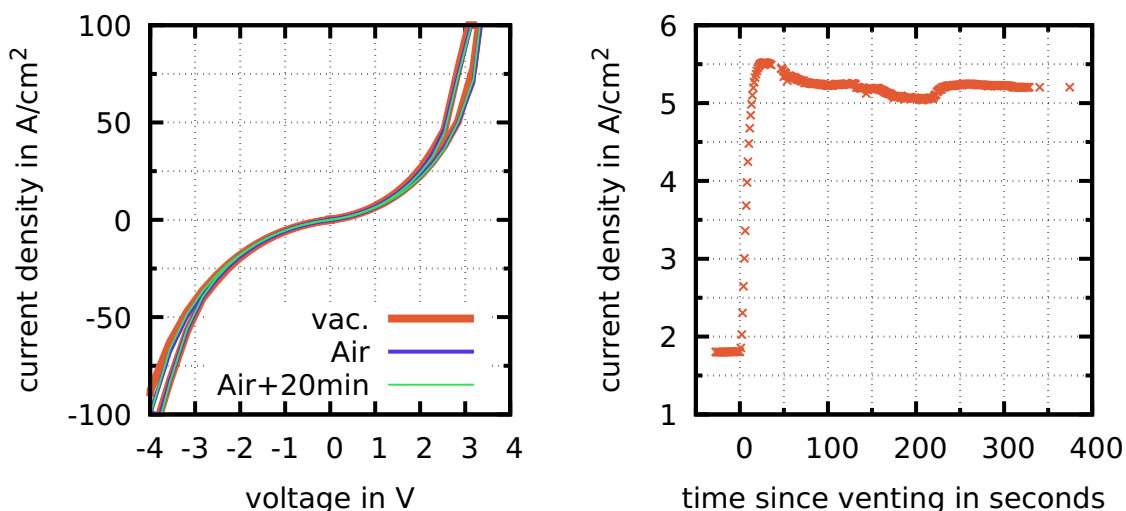 current density in A/cm²
100
50
0
-50
-100
-4 -3 -2 -1 0 1 2 3 4
voltage in V
vac.
Air
Air+20min
current density in A/cm²
6
5
4
3
2
1
0 100 200 300 400
time since venting in seconds